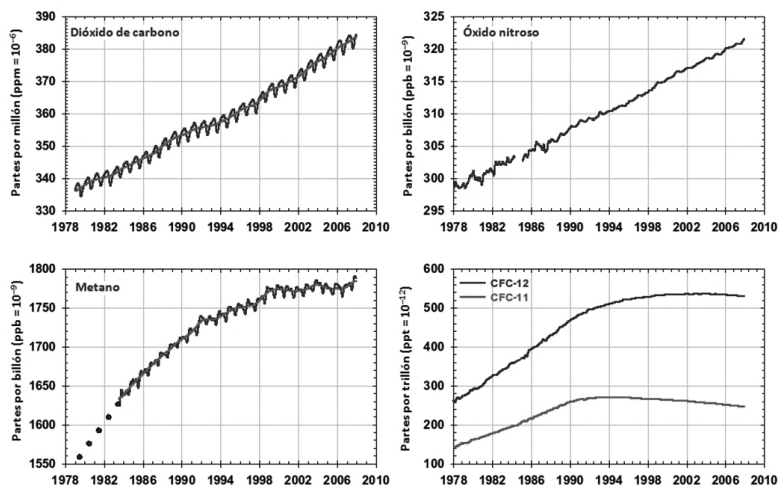 Dióxido de carbono
Partes por millón (ppm = 10⁻⁶)
390
380
370
360
350
340
330
1978 1982 1986 1990 1994 1998 2002 2006 2010
Óxido nitroso
Partes por billón (ppb = 10⁻⁹)
325
320
315
310
305
300
295
1978 1982 1986 1990 1994 1998 2002 2006 2010
Metano
Partes por billón (ppb = 10⁻⁹)
1800
1750
1700
1650
1600
1550
1978 1982 1986 1990 1994 1998 2002 2006 2010
CFC-12
CFC-11
Partes por trillón (ppt = 10⁻¹²)
600
500
400
300
200
100
1978 1982 1986 1990 1994 1998 2002 2006 2010